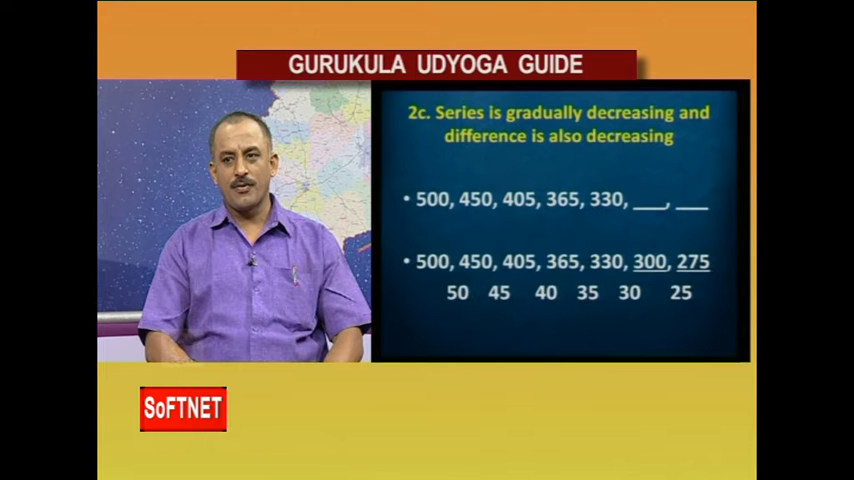 GURUKULA UDYOGA GUIDE
2c. Series is gradually decreasing and
difference is also decreasing
• 500, 450, 405, 365, 330, ___, ___
• 500, 450, 405, 365, 330, 300, 275
50 45 40 35 30 25
SoFTNET